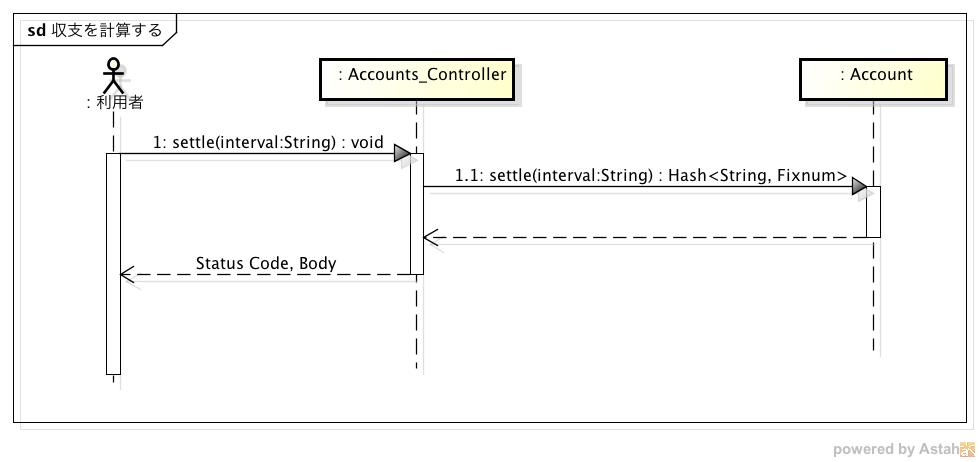 sd 収支を計算する
: 利用者
: Accounts_Controller
: Account
1: settle(interval:String) : void
1.1: settle(interval:String) : Hash<String, Fixnum>
Status Code, Body
powered by Astah